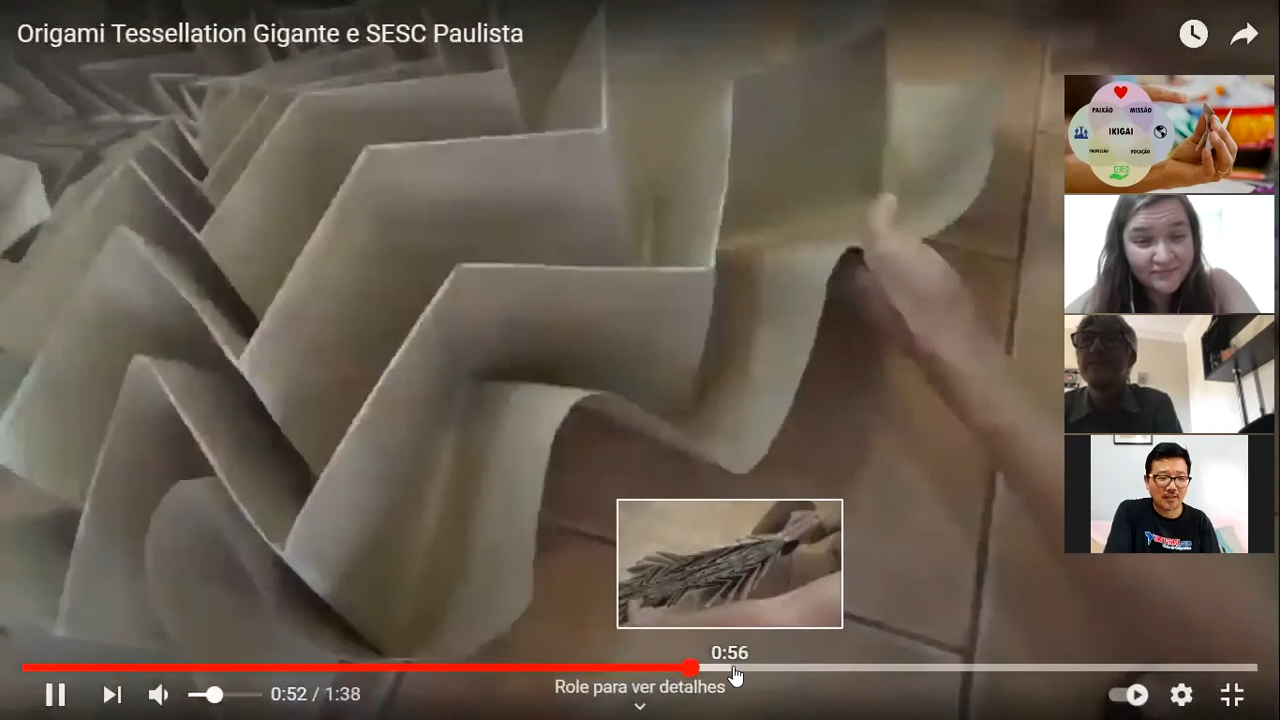 Origami Tessellation Gigante e SESC Paulista
PAIXÃO
MISSÃO
IKIGAI
PROFISSÃO
VOCAÇÃO
0:56
0:52 / 1:38
Role para ver detalhes